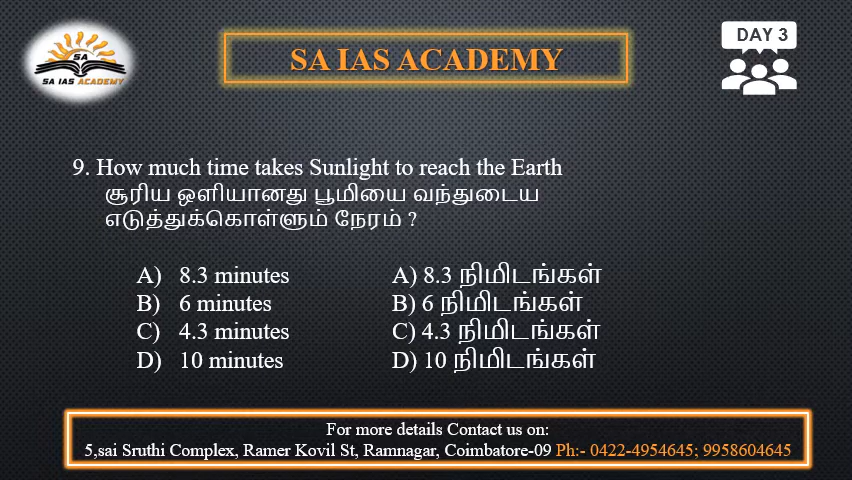 SA
SA IAS ACADEMY
SA IAS ACADEMY
DAY 3
9. How much time takes Sunlight to reach the Earth
சூரிய ஒளியானது பூமியை வந்துடைய
எடுத்துக்கொள்ளும் நேரம் ?
A) 8.3 minutes
B) 6 minutes
C) 4.3 minutes
D) 10 minutes
A) 8.3 நிமிடங்கள்
B) 6 நிமிடங்கள்
C) 4.3 நிமிடங்கள்
D) 10 நிமிடங்கள்
For more details Contact us on:
5,sai Sruthi Complex, Ramer Kovil St, Ramnagar, Coimbatore-09 Ph:- 0422-4954645; 9958604645